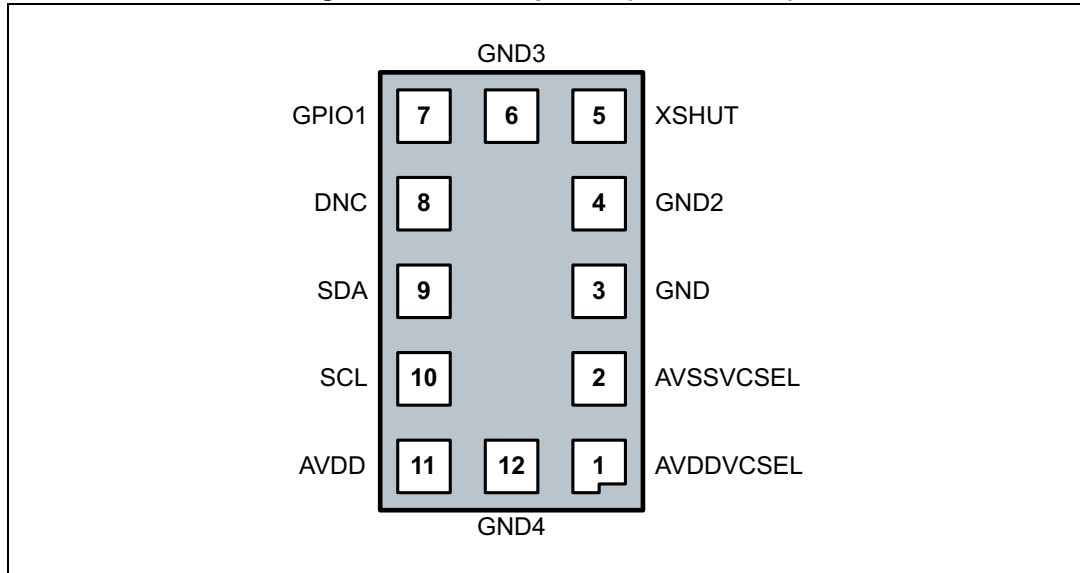 GND3
GPIO1 7 6 5 XSHUT
DNC 8 4 GND2
SDA 9 3 GND
SCL 10 2 AVSSVCSEL
AVDD 11 12 1 AVDDVCSEL
GND4